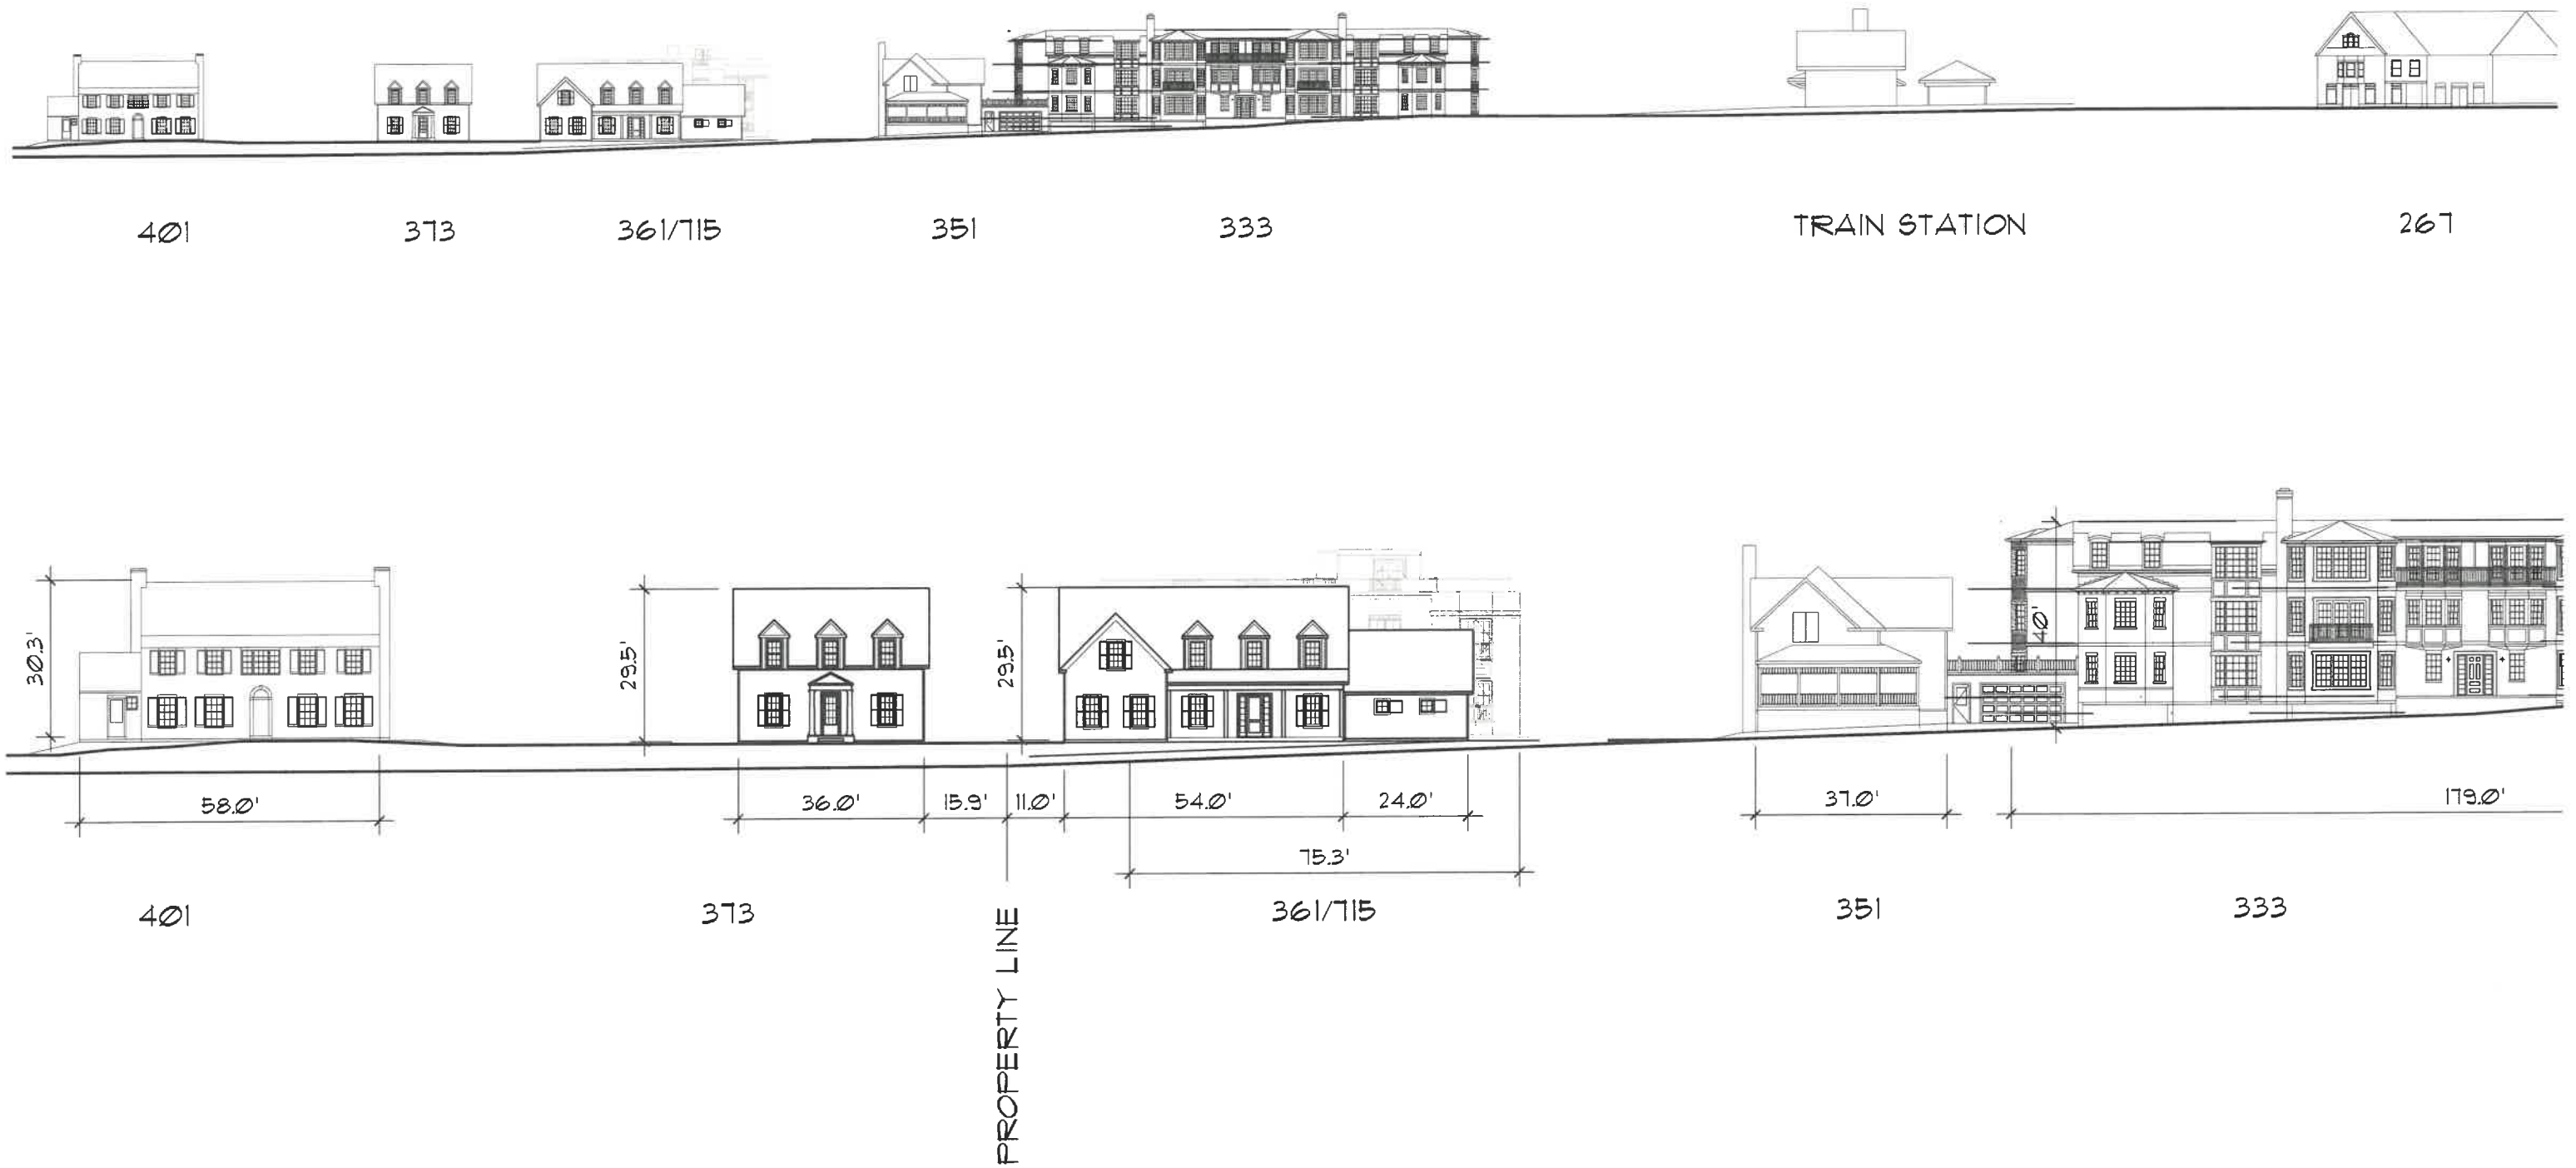 401 373 361/715 351 333 TRAIN STATION 267
30.3' 29.5' 29.5' 40'
58.0' 36.0' 15.9' 11.0' 54.0' 24.0' 37.0' 179.0'
75.3'
401 373 361/715 351 333
PROPERTY LINE